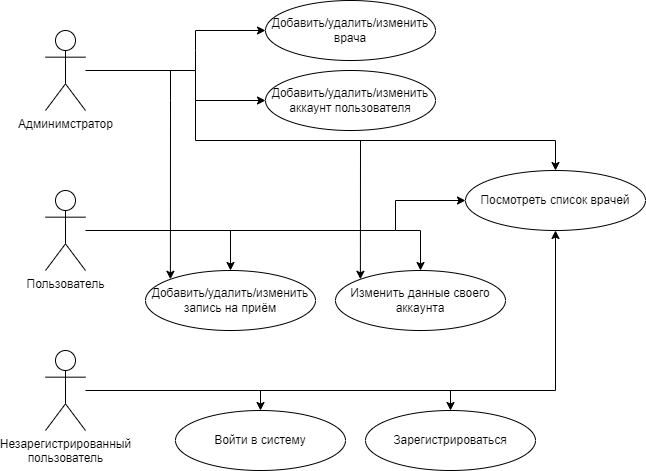 Добавить/удалить/изменить
врача
Добавить/удалить/изменить
аккаунт пользователя
Админимстратор
Посмотреть список врачей
Пользователь
Добавить/удалить/изменить
запись на приём
Изменить данные своего
аккаунта
Незарегистрированный
пользователь
Войти в систему
Зарегистрироваться